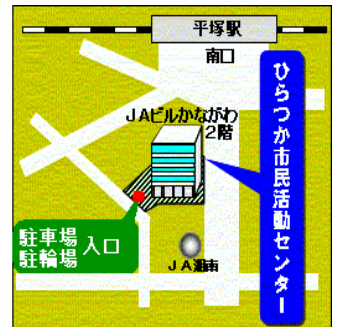 平塚駅
南口
ひらつか市民活動センター
JAビルかながわ
2階
駐車場
駐輪場
入口
JA湘南